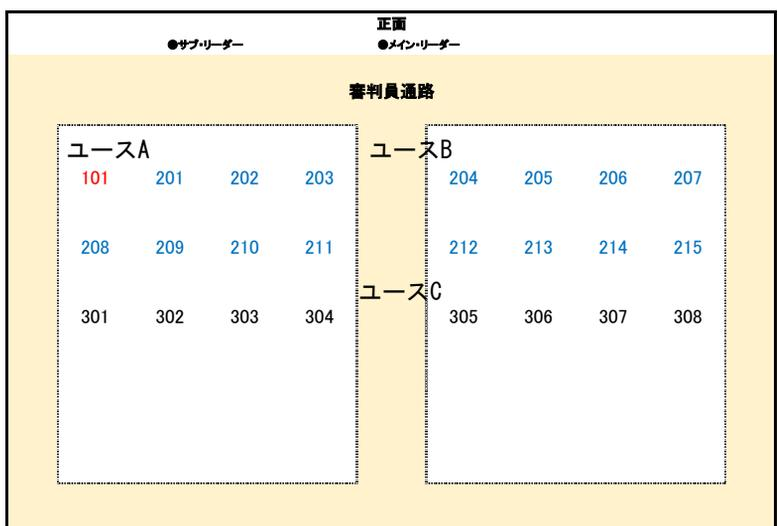 正面
●サブ・リーダー ●メイン・リーダー
審判員通路
ユースA ユースB
101 201 202 203 204 205 206 207
208 209 210 211 212 213 214 215
ユースC
301 302 303 304 305 306 307 308